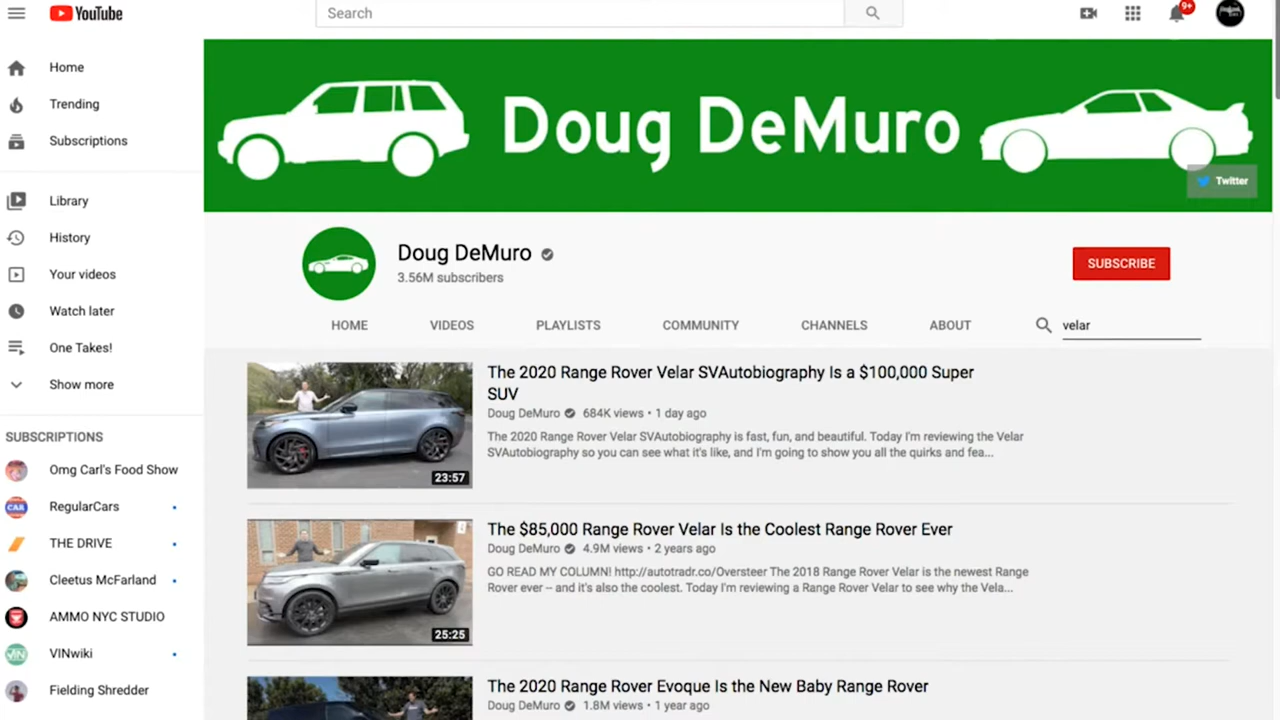 YouTube
Search
9+
Home
Trending
Subscriptions
Library
History
Your videos
Watch later
One Takes!
Show more
SUBSCRIPTIONS
Omg Carl's Food Show
CAR
RegularCars
THE DRIVE
Cleetus McFarland
AMMO NYC STUDIO
VIN
VINwiki
Fielding Shredder
Doug DeMuro
Twitter
Doug DeMuro
3.56M subscribers
SUBSCRIBE
HOME VIDEOS PLAYLISTS COMMUNITY CHANNELS ABOUT velar
23:57
The 2020 Range Rover Velar SVAutobiography Is a $100,000 Super
SUV
Doug DeMuro 684K views • 1 day ago
The 2020 Range Rover Velar SVAutobiography is fast, fun, and beautiful. Today I'm reviewing the Velar
SVAutobiography so you can see what it's like, and I'm going to show you all the quirks and fea...
25:25
The $85,000 Range Rover Velar Is the Coolest Range Rover Ever
Doug DeMuro 4.9M views • 2 years ago
GO READ MY COLUMN! http://autotradr.co/Oversteer The 2018 Range Rover Velar is the newest Range
Rover ever -- and it's also the coolest. Today I'm reviewing a Range Rover Velar to see why the Vela...
The 2020 Range Rover Evoque Is the New Baby Range Rover
Doug DeMuro 1.8M views • 1 year ago